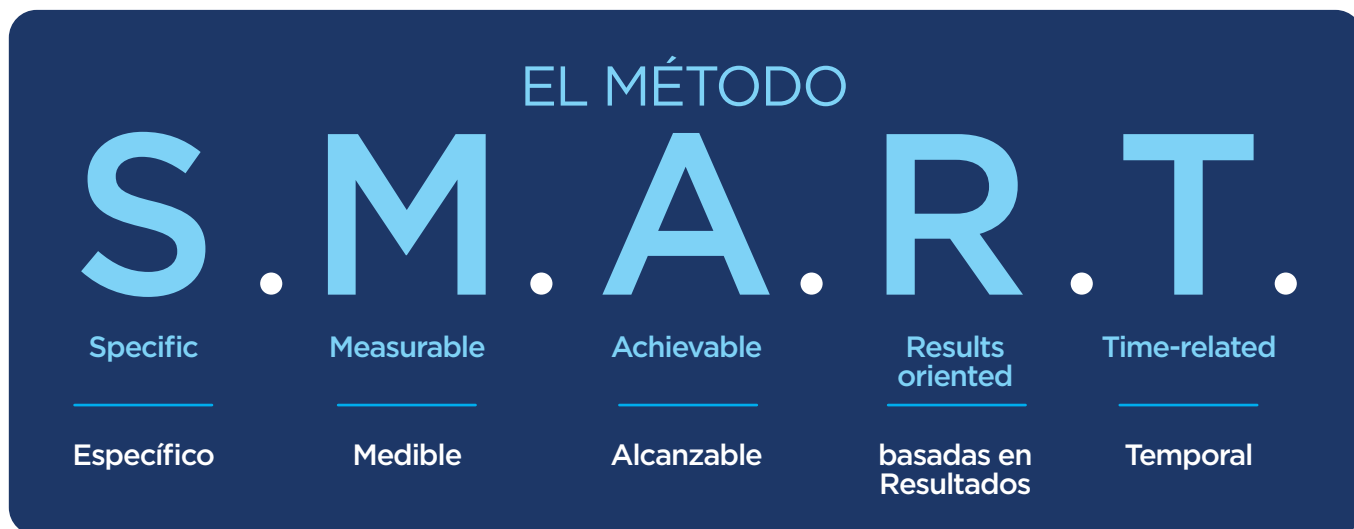 EL MÉTODO
S.M.A.R.T.
Specific
Measurable
Achievable
Results
oriented
Time-related
Específico
Medible
Alcanzable
basadas en
Resultados
Temporal